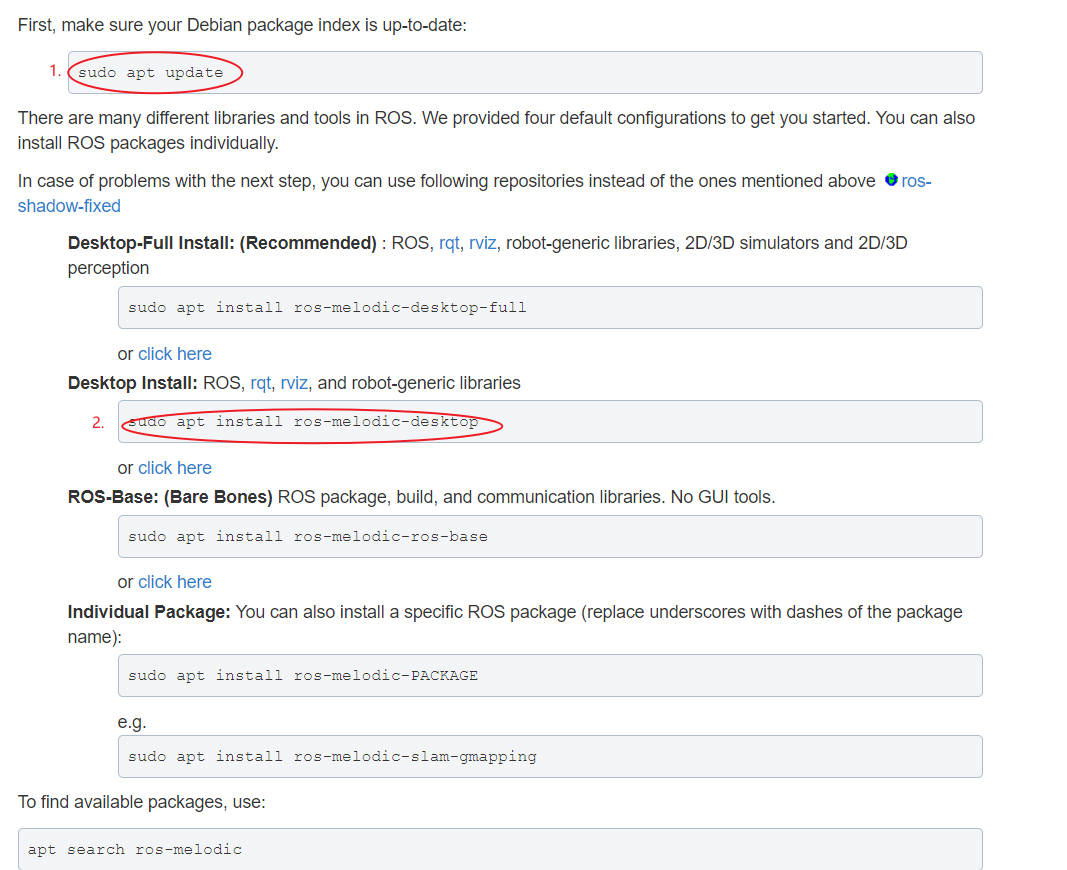 First, make sure your Debian package index is up-to-date:
1. sudo apt update
There are many different libraries and tools in ROS. We provided four default configurations to get you started. You can also
install ROS packages individually.
In case of problems with the next step, you can use following repositories instead of the ones mentioned above ros-
shadow-fixed
Desktop-Full Install: (Recommended) : ROS, rqt, rviz, robot-generic libraries, 2D/3D simulators and 2D/3D
perception
sudo apt install ros-melodic-desktop-full
or click here
Desktop Install: ROS, rqt, rviz, and robot-generic libraries
2. sudo apt install ros-melodic-desktop
or click here
ROS-Base: (Bare Bones) ROS package, build, and communication libraries. No GUI tools.
sudo apt install ros-melodic-ros-base
or click here
Individual Package: You can also install a specific ROS package (replace underscores with dashes of the package
name):
sudo apt install ros-melodic-PACKAGE
e.g.
sudo apt install ros-melodic-slam-gmapping
To find available packages, use:
apt search ros-melodic